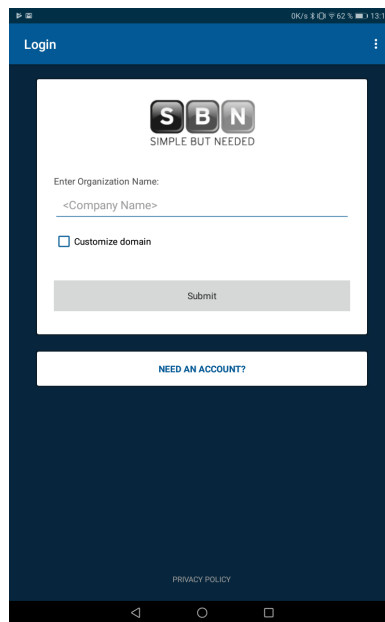 0K/s 62 % 13:1
Login
SBN
SIMPLE BUT NEEDED
Enter Organization Name:
<Company Name>
Customize domain
Submit
NEED AN ACCOUNT?
PRIVACY POLICY